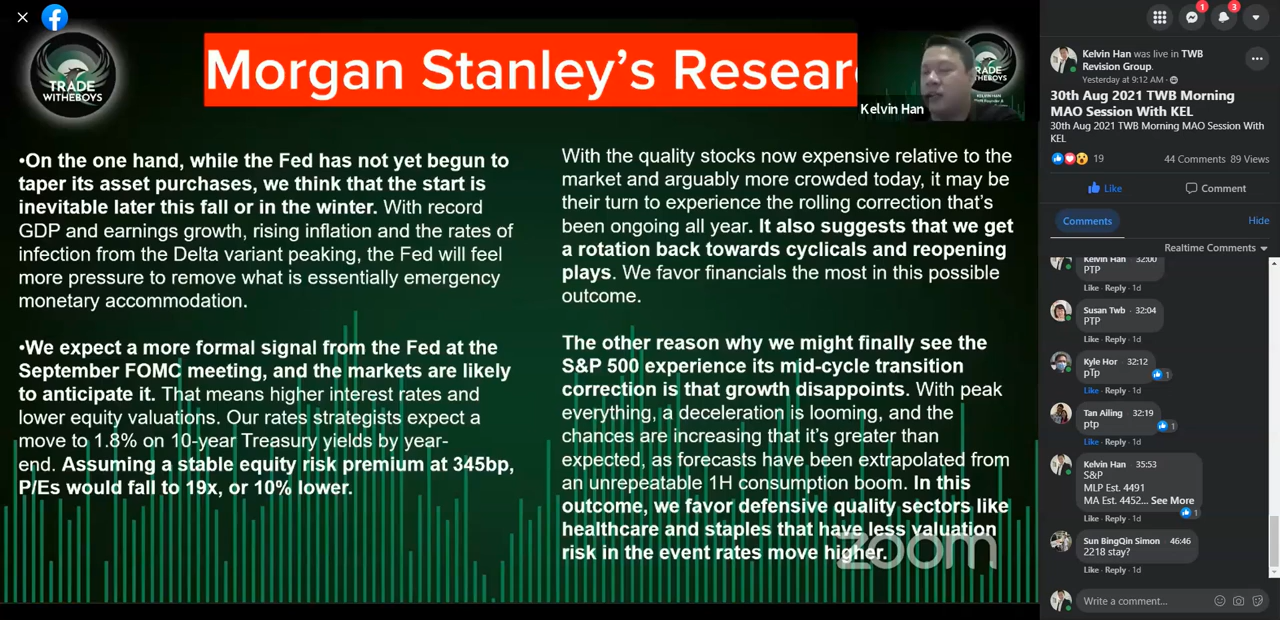 TRADE
WITHEBOYS
Morgan Stanley's Resear
RADE
THEBOYS
Kelvin Han
•On the one hand, while the Fed has not yet begun to
taper its asset purchases, we think that the start is
inevitable later this fall or in the winter. With record
GDP and earnings growth, rising inflation and the rates of
infection from the Delta variant peaking, the Fed will feel
more pressure to remove what is essentially emergency
monetary accommodation.
•We expect a more formal signal from the Fed at the
September FOMC meeting, and the markets are likely
to anticipate it. That means higher interest rates and
lower equity valuations. Our rates strategists expect a
move to 1.8% on 10-year Treasury yields by year-
end. Assuming a stable equity risk premium at 345bp,
P/Es would fall to 19x, or 10% lower.
With the quality stocks now expensive relative to the
market and arguably more crowded today, it may be
their turn to experience the rolling correction that's
been ongoing all year. It also suggests that we get
a rotation back towards cyclicals and reopening
plays. We favor financials the most in this possible
outcome.
The other reason why we might finally see the
S&P 500 experience its mid-cycle transition
correction is that growth disappoints. With peak
everything, a deceleration is looming, and the
chances are increasing that it's greater than
expected, as forecasts have been extrapolated from
an unrepeatable 1H consumption boom. In this
outcome, we favor defensive quality sectors like
healthcare and staples that have less valuation
risk in the event rates move higher.
zoom
1
3
Kelvin Han was live in TWB
Revision Group.
Yesterday at 9:12 AM ·
30th Aug 2021 TWB Morning
MAO Session With KEL
30th Aug 2021 TWB Morning MAO Session With
KEL
19
44 Comments 89 Views
Like
Comment
Comments
Hide
Realtime Comments
Kelvin Han · 32:00
PTP
Like · Reply · 1d
Susan Twb · 32:04
PTP
Like · Reply · 1d
Kyle Hor · 32:12
pTp
1
Like · Reply · 1d
Tan Ailing · 32:19
ptp
1
Like · Reply · 1d
Kelvin Han · 35:53
S&P
MLP Est. 4491
MA Est. 4452... See More
1
Like · Reply · 1d
Sun BingQin Simon · 46:46
2218 stay?
Like · Reply · 1d
Write a comment...